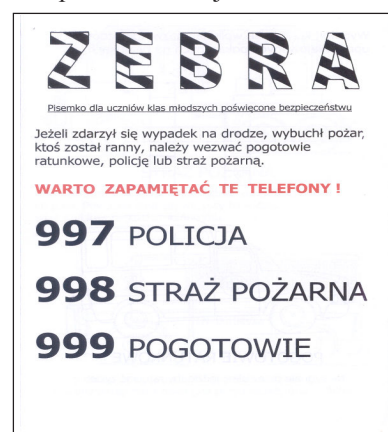 ZEBRA
Pisemko dla uczniów klas młodszych poświęcone bezpieczeństwu
Jeżeli zdarzył się wypadek na drodze, wybuchł pożar,
ktoś został ranny, należy wezwać pogotowie
ratunkowe, policję lub straż pożarną.
WARTO ZAPAMIĘTAĆ TE TELEFONY !
997 POLICJA
998 STRAŻ POŻARNA
999 POGOTOWIE